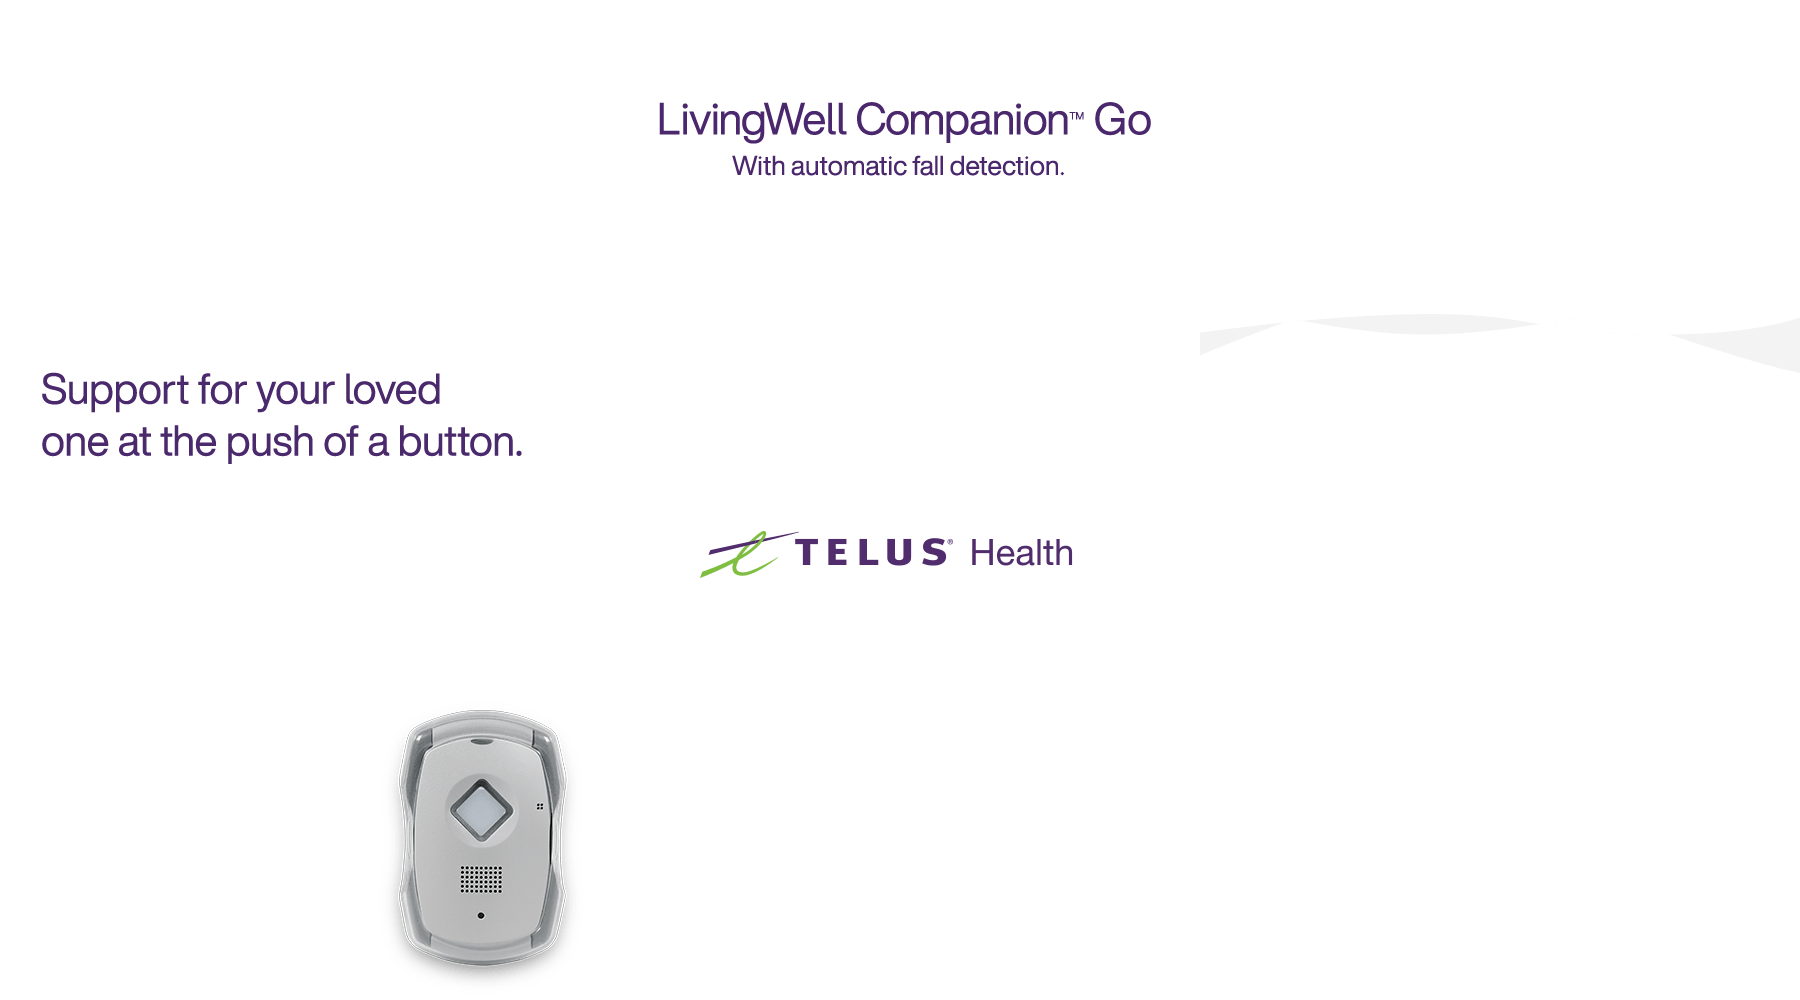 LivingWell Companion™ Go
With automatic fall detection.
Support for your loved
one at the push of a button.
TELUS® Health